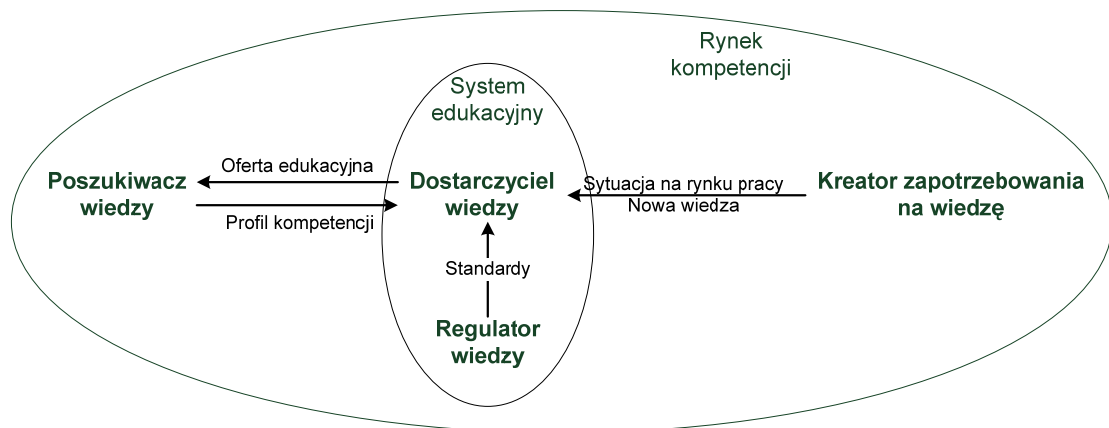 Rynek
kompetencji
System
edukacyjny
Oferta edukacyjna
Poszukiwacz
wiedzy
Profil kompetencji
Dostarczyciel
wiedzy
Sytuacja na rynku pracy
Nowa wiedza
Kreator zapotrzebowania
na wiedzę
Standardy
Regulator
wiedzy